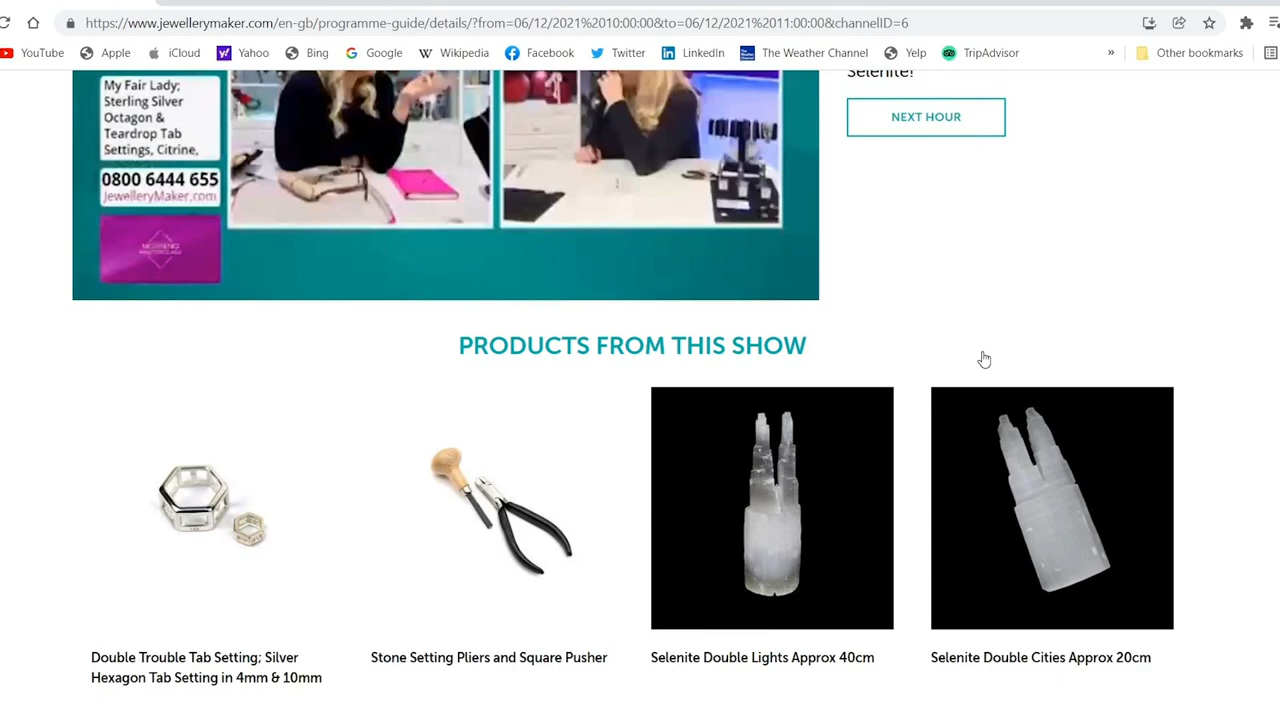 https://www.jewellerymaker.com/en-gb/programme-guide/details/?from=06/12/2021%2010:00:00&to=06/12/2021%2011:00:00&channelID=6
YouTube Apple iCloud Yahoo Bing Google Wikipedia Facebook Twitter LinkedIn The Weather Channel Yelp TripAdvisor » Other bookmarks
Selenite!
NEXT HOUR
My Fair Lady;
Sterling Silver
Octagon &
Teardrop Tab
Settings, Citrine,
0800 6444 655
JewelleryMaker.com
MORNING
MASTERCLASS
PRODUCTS FROM THIS SHOW
Double Trouble Tab Setting; Silver
Hexagon Tab Setting in 4mm & 10mm
Stone Setting Pliers and Square Pusher
Selenite Double Lights Approx 40cm
Selenite Double Cities Approx 20cm